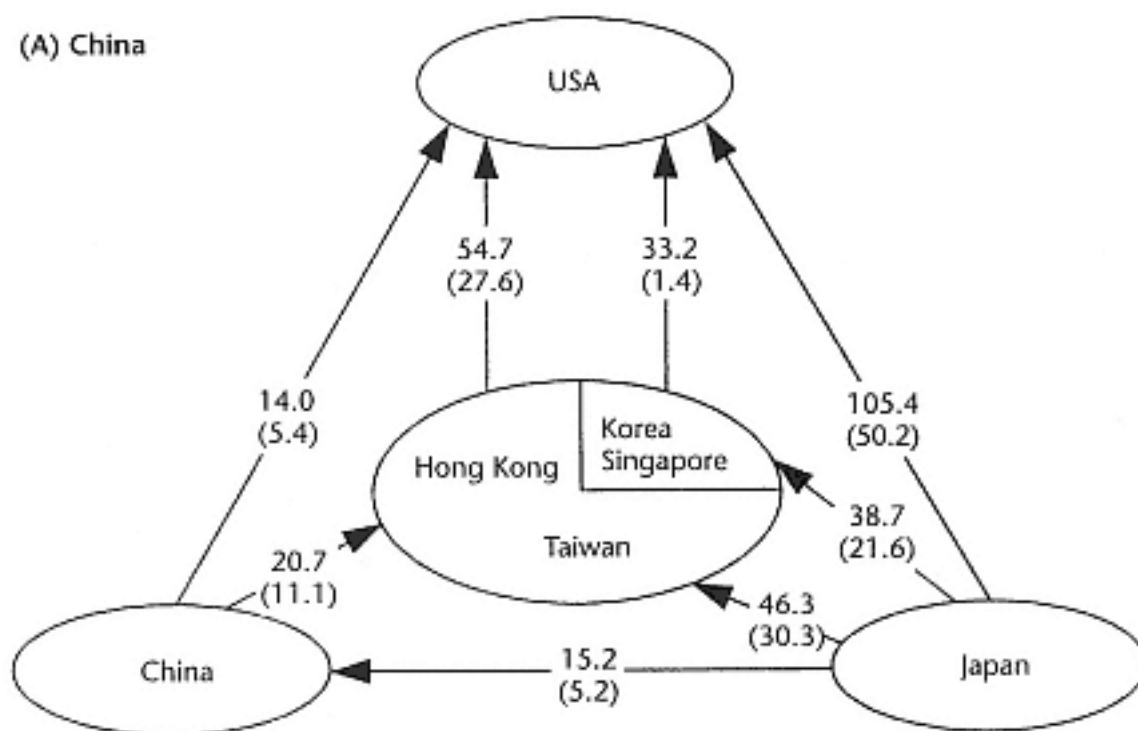 (A) China
USA
54.7
(27.6)
33.2
(1.4)
14.0
(5.4)
105.4
(50.2)
Korea
Singapore
Hong Kong
Taiwan
38.7
(21.6)
20.7
(11.1)
46.3
(30.3)
China
15.2
(5.2)
Japan